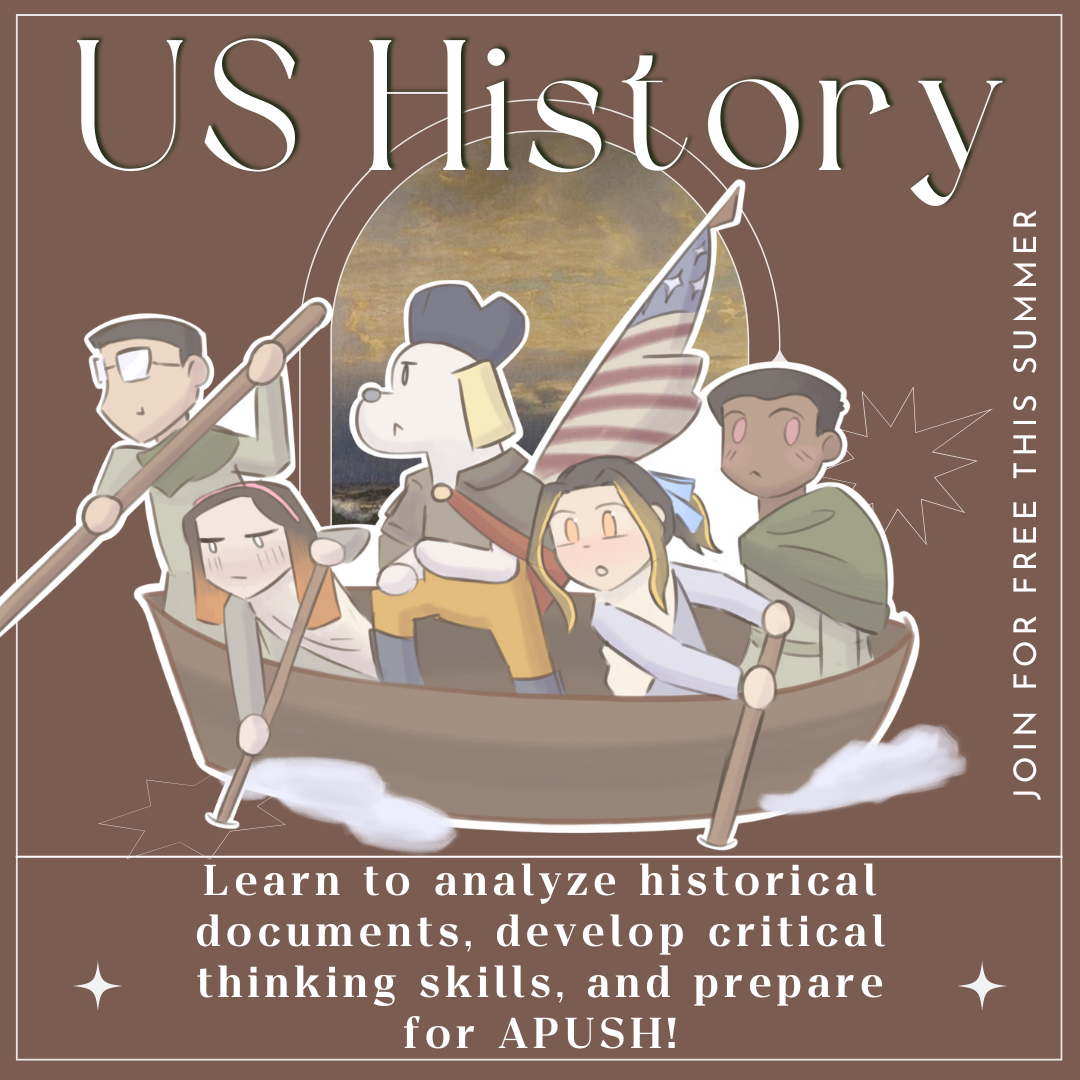 US History
JOIN FOR FREE THIS SUMMER
Learn to analyze historical
documents, develop critical
thinking skills, and prepare
for APUSH!